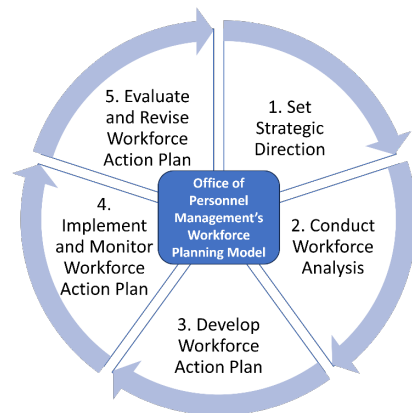 1. Set
Strategic
Direction
2. Conduct
Workforce
Analysis
3. Develop
Workforce
Action Plan
4.
Implement
and Monitor
Workforce
Action Plan
5. Evaluate
and Revise
Workforce
Action Plan
Office of
Personnel
Management's
Workforce
Planning Model